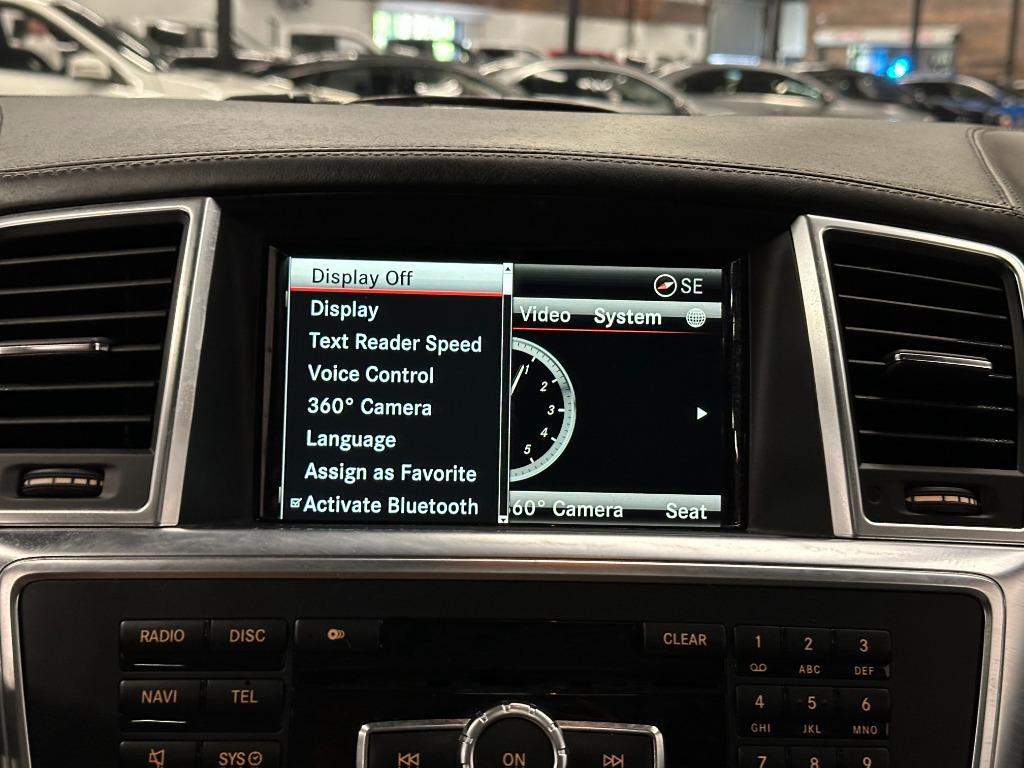 Display Off
Display
Text Reader Speed
Voice Control
360° Camera
Language
Assign as Favorite
Activate Bluetooth
SE
Video System
1
2
3
4
5
60° Camera Seat
RADIO DISC CLEAR 1 2 3
ABC DEF
NAVI TEL 4 5 6
GHI JKL MNO
SYS ON 7 8 9